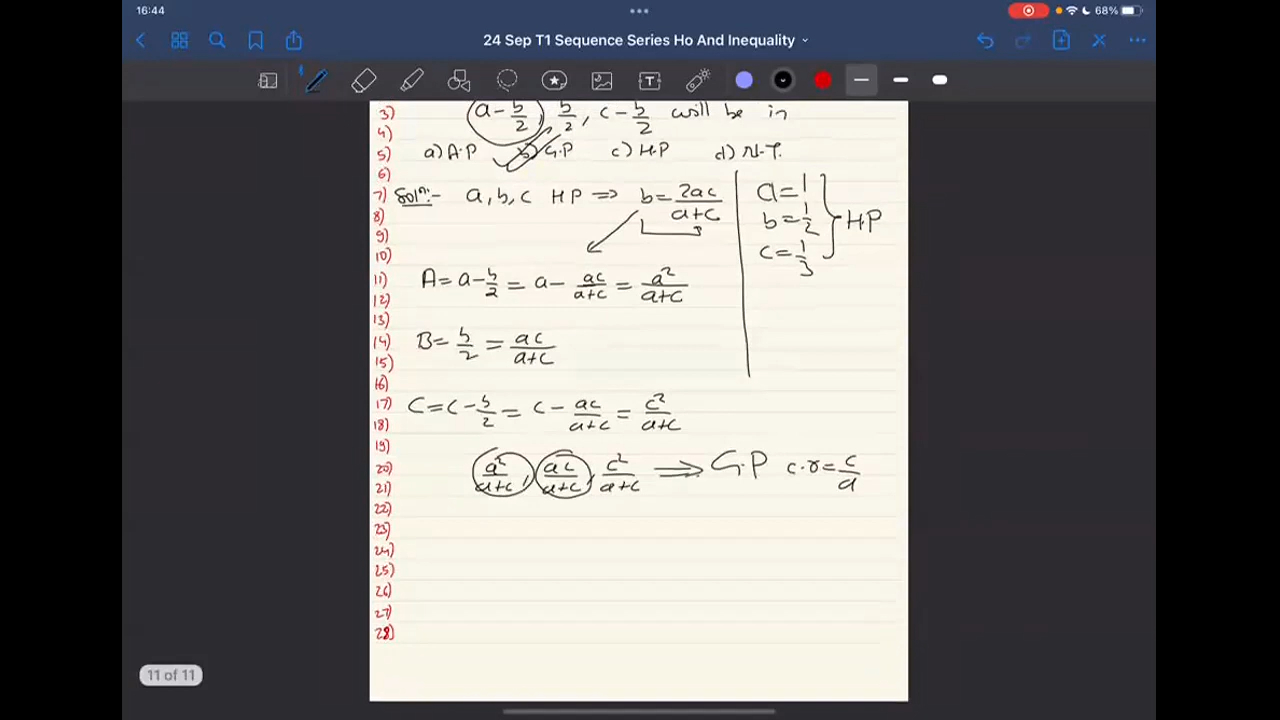 16:44
68%
24 Sep T1 Sequence Series Ho And Inequality
3) a - b/2, b/2, c - b/2 will be in
4)
5) a) A.P b) G.P c) H.P d) N.T.
6)
7) Soln:- a, b, c HP ⇒ b = 2ac/(a+c)
a = 1
b = 1/2
c = 1/3
} HP
8)
9)
10)
11) A = a - b/2 = a - ac/(a+c) = a²/(a+c)
12)
13)
14) B = b/2 = ac/(a+c)
15)
16)
17) C = c - b/2 = c - ac/(a+c) = c²/(a+c)
18)
19)
20) a²/(a+c), ac/(a+c), c²/(a+c) ⇒ G.P c.r = c/a
21)
22)
23)
24)
25)
26)
27)
28)
11 of 11